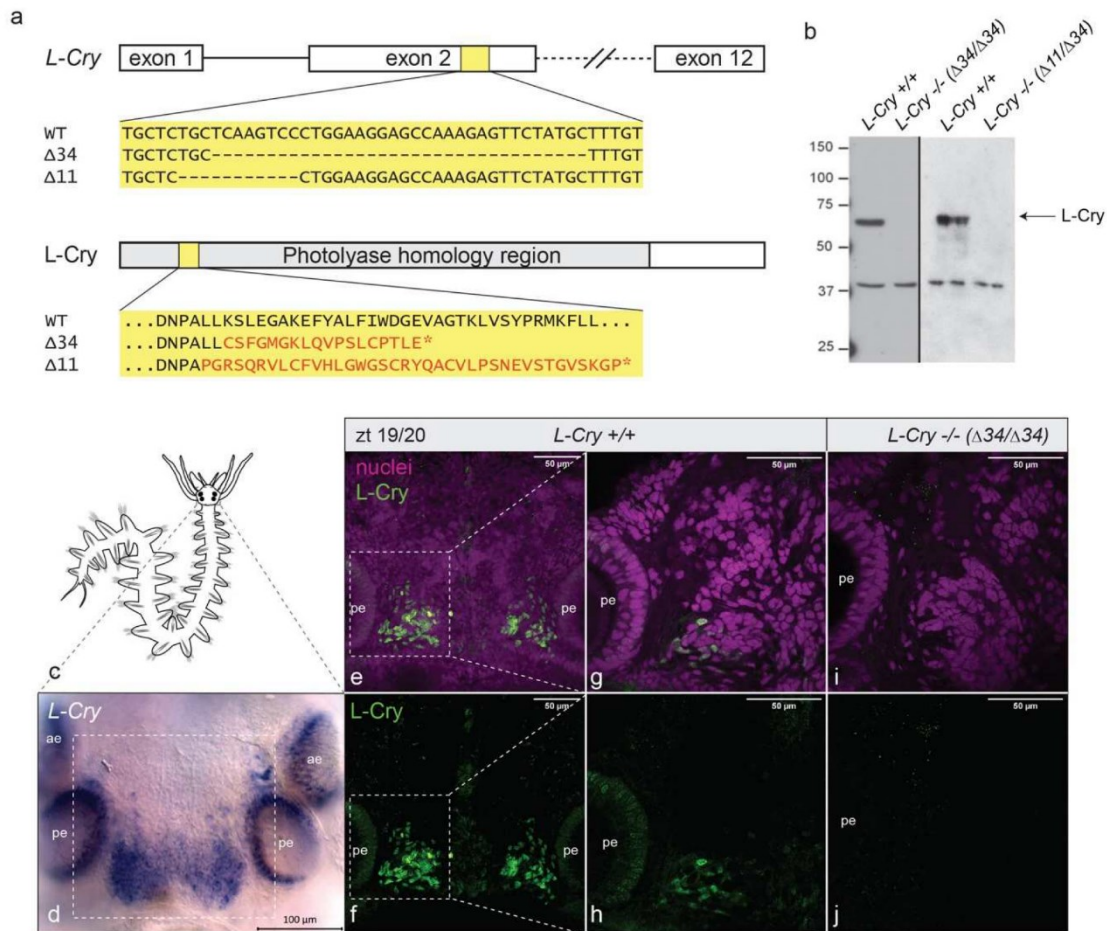 a
L-Cry
exon 1
exon 2
exon 12
WT TGCTCTGCTCAAGTCCCTGGAAGGAGCCAAAGAGTTCTATGCTTTGT
Δ34 TGCTCTGC----------------------------------TTTGT
Δ11 TGCTC-----------CTGGAAGGAGCCAAAGAGTTCTATGCTTTGT
L-Cry
Photolyase homology region
WT ...DNPALLKSLEGAKEFYALFIWDGEVAGTKLVSYPRMKFLL...
Δ34 ...DNPALLCSFGMGKLQVPSLCPTLE*
Δ11 ...DNPAPGRSQRVLCFVHLGWGSCRYQACVLPSNEVSTGVSKGP*
b
L-Cry +/+
L-Cry -/- (Δ34/Δ34)
L-Cry +/+
L-Cry -/- (Δ11/Δ34)
150
100
75
50
37
25
L-Cry
c
L-Cry
ae
ae
pe
pe
d
100 µm
zt 19/20 L-Cry +/+ L-Cry -/- (Δ34/Δ34)
nuclei
L-Cry
50 µm
pe
pe
e
50 µm
pe
g
50 µm
pe
i
L-Cry
50 µm
pe
pe
f
50 µm
pe
h
50 µm
pe
j